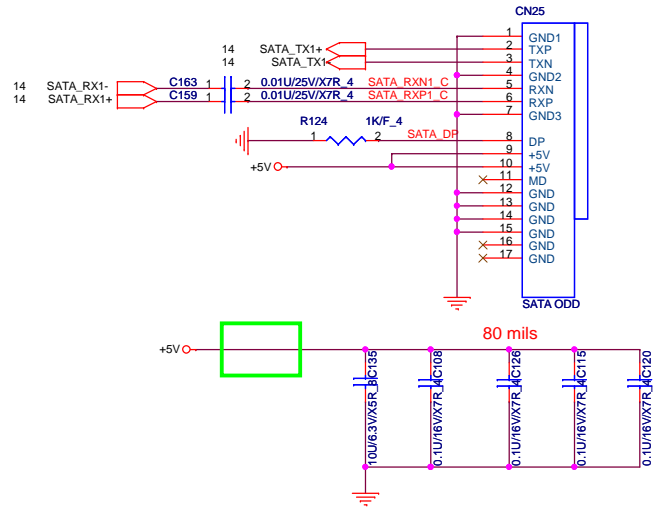 CN25
14 SATA_TX1+ 1 GND1
14 SATA_TX1- 2 TXP
3 TXN
4 GND2
14 SATA_RX1- C163 1 2 0.01U/25V/X7R_4 SATA_RXN1_C 5 RXN
14 SATA_RX1+ C159 1 2 0.01U/25V/X7R_4 SATA_RXP1_C 6 RXP
7 GND3
R124 1K/F_4
1 2 SATA_DP 8 DP
9 +5V
+5V 10 +5V
11 MD
12 GND
13 GND
14 GND
15 GND
16 GND
17 GND
SATA ODD
80 mils
+5V
10U/6.3V/X5R_8 C135
0.1U/16V/X7R_4 C108
0.1U/16V/X7R_4 C126
0.1U/16V/X7R_4 C115
0.1U/16V/X7R_4 C120